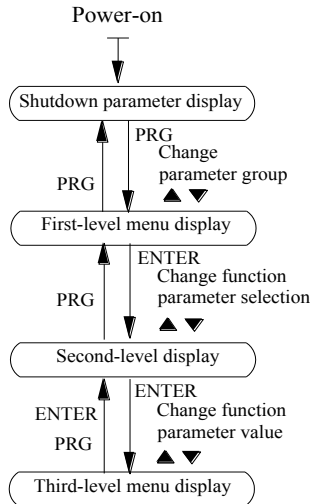 Power-on
Shutdown parameter display
PRG
Change
parameter group
PRG
First-level menu display
ENTER
Change function
parameter selection
PRG
Second-level display
ENTER
ENTER
Change function
parameter value
PRG
Third-level menu display